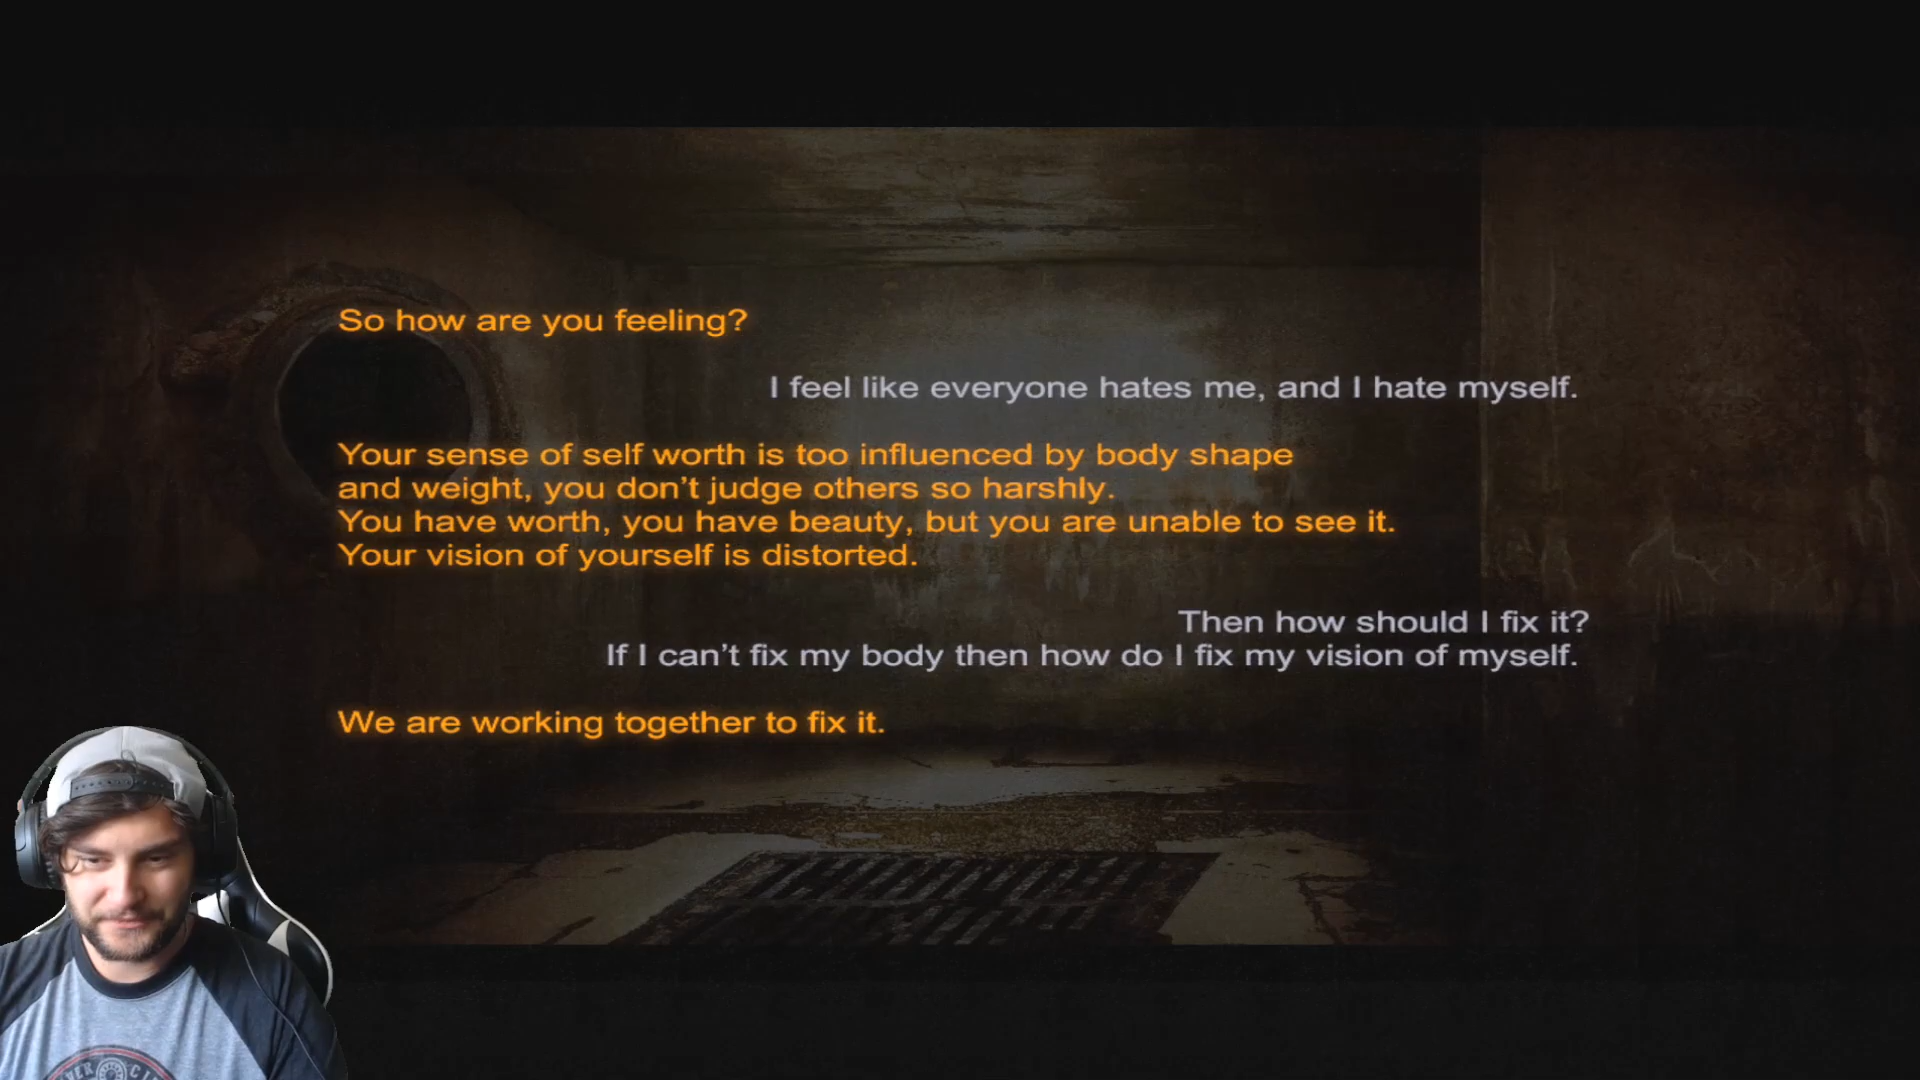 So how are you feeling?
I feel like everyone hates me, and I hate myself.
Your sense of self worth is too influenced by body shape
and weight, you don't judge others so harshly.
You have worth, you have beauty, but you are unable to see it.
Your vision of yourself is distorted.
Then how should I fix it?
If I can't fix my body then how do I fix my vision of myself.
We are working together to fix it.